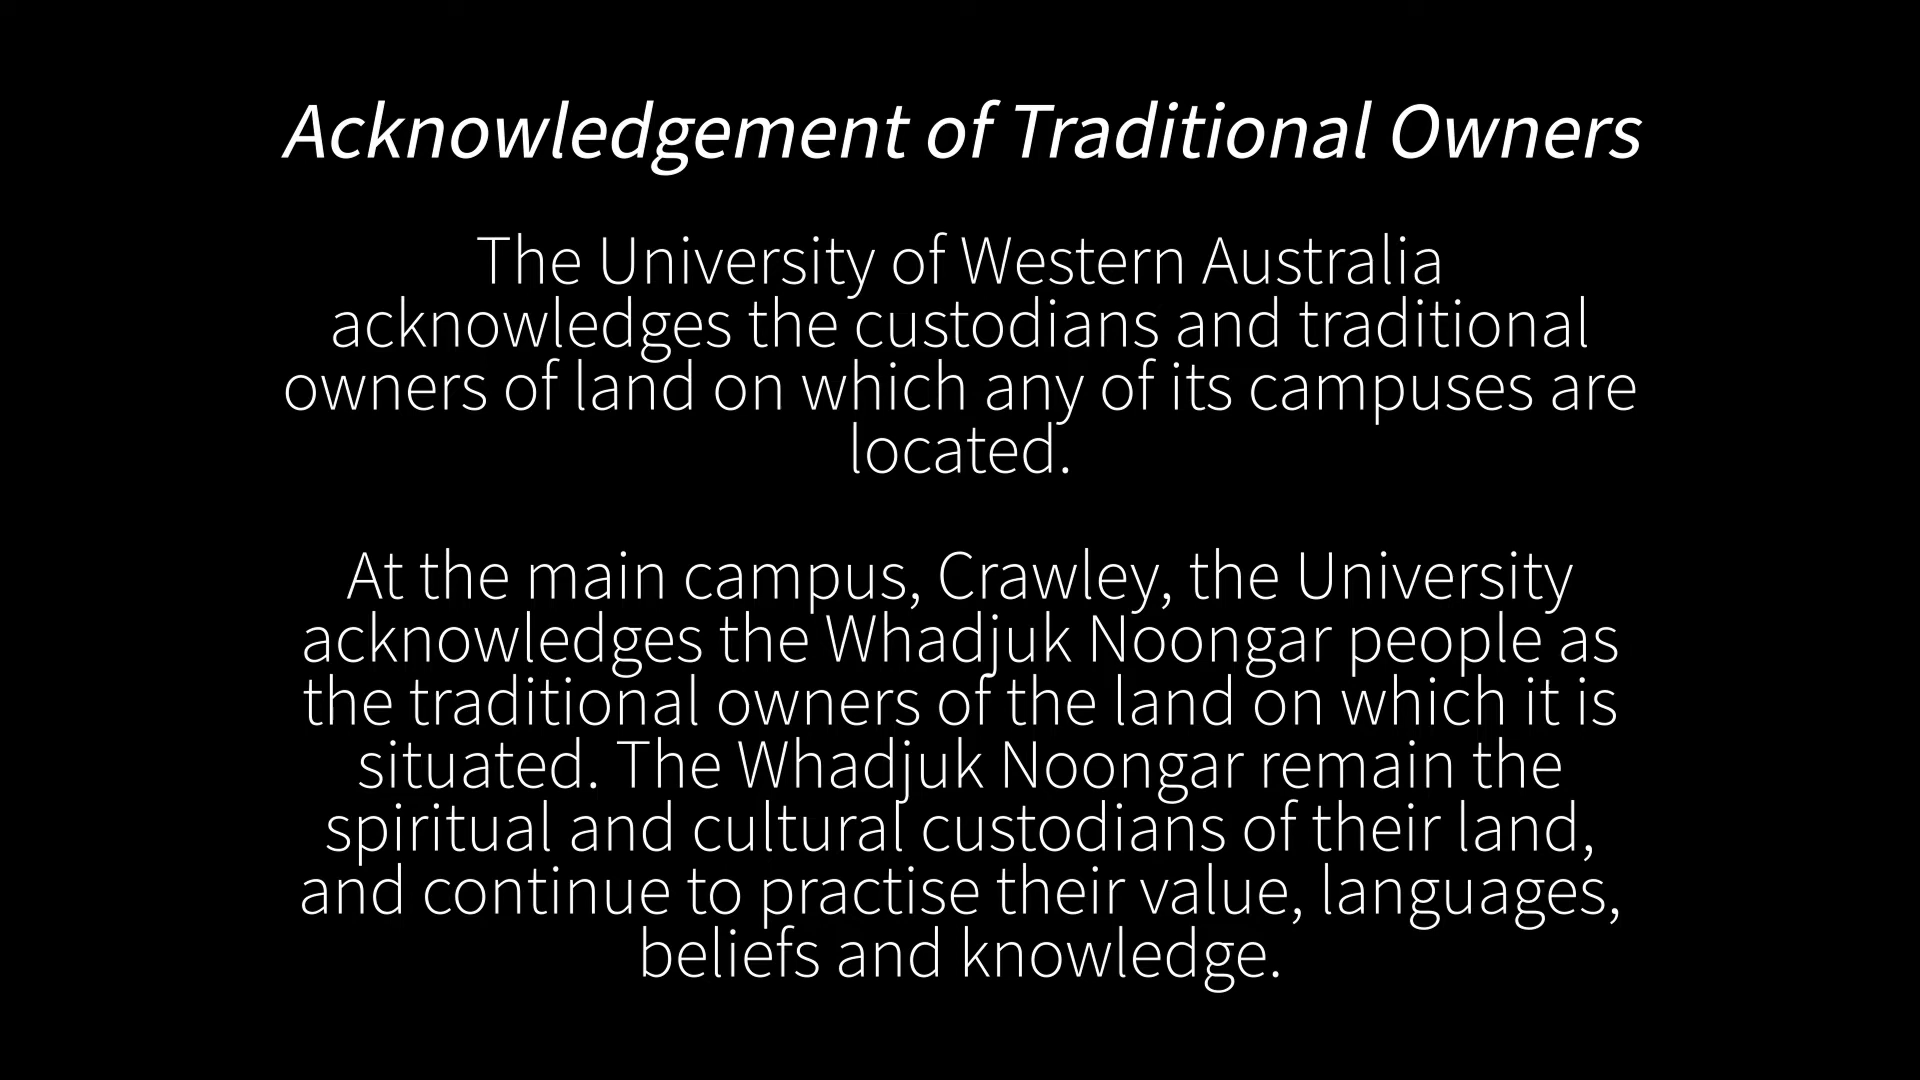 Acknowledgement of Traditional Owners
The University of Western Australia
acknowledges the custodians and traditional
owners of land on which any of its campuses are
located.
At the main campus, Crawley, the University
acknowledges the Whadjuk Noongar people as
the traditional owners of the land on which it is
situated. The Whadjuk Noongar remain the
spiritual and cultural custodians of their land,
and continue to practise their value, languages,
beliefs and knowledge.